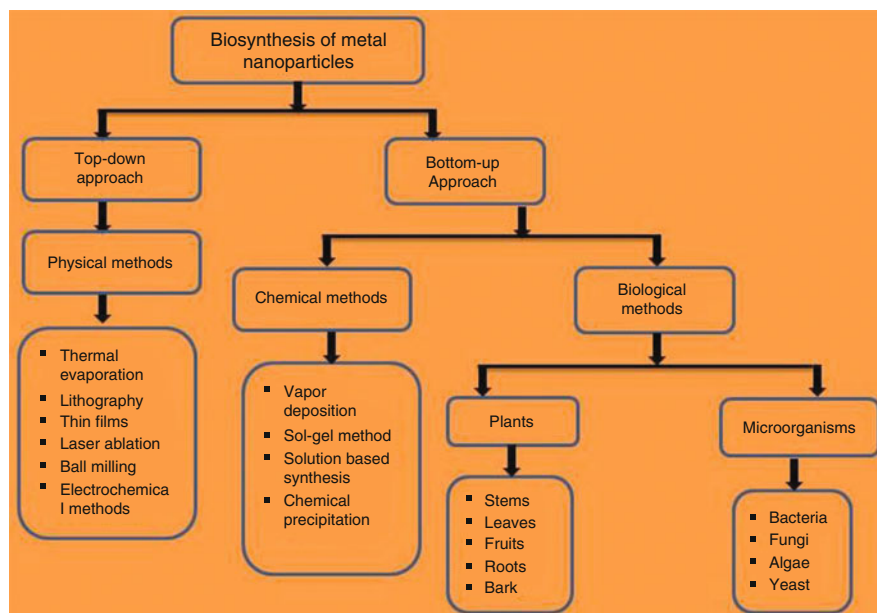 Biosynthesis of metal
nanoparticles
Top-down
approach
Bottom-up
Approach
Physical methods
Chemical methods
Biological
methods
▪ Thermal
evaporation
▪ Lithography
▪ Thin films
▪ Laser ablation
▪ Ball milling
▪ Electrochemica
l methods
▪ Vapor
deposition
▪ Sol-gel method
▪ Solution based
synthesis
▪ Chemical
precipitation
Plants
Microorganisms
▪ Stems
▪ Leaves
▪ Fruits
▪ Roots
▪ Bark
▪ Bacteria
▪ Fungi
▪ Algae
▪ Yeast